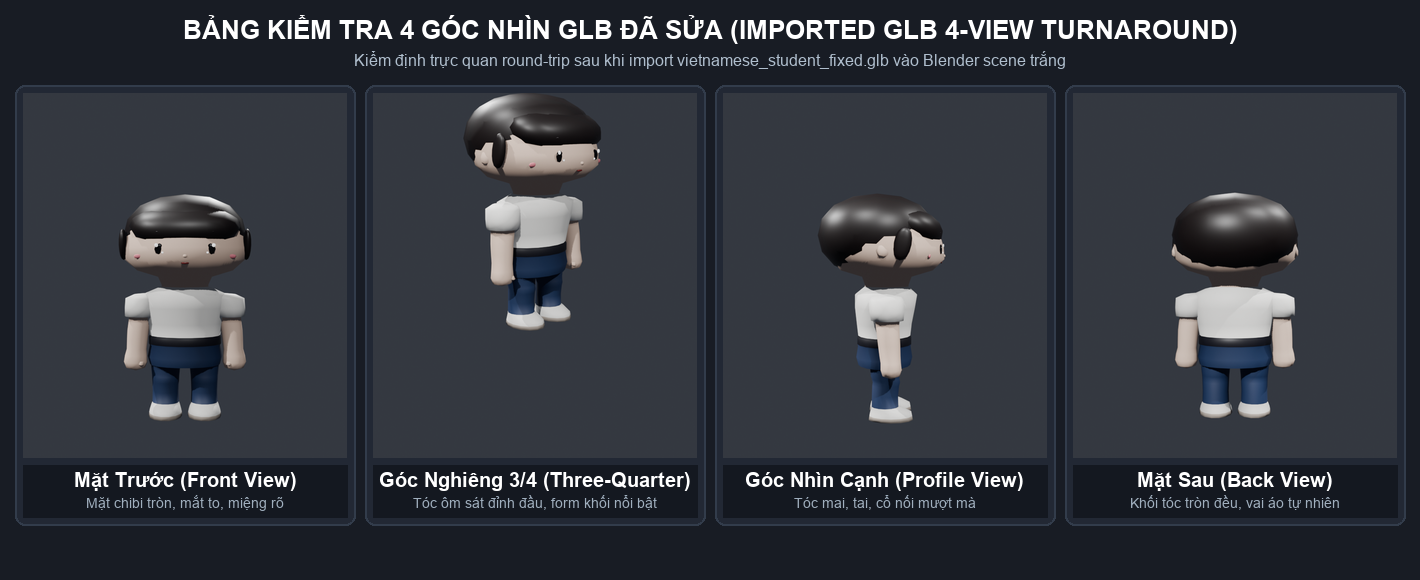 BẢNG KIỂM TRA 4 GÓC NHÌN GLB ĐÃ SỬA (IMPORTED GLB 4-VIEW TURNAROUND)
Kiểm định trực quan round-trip sau khi import vietnamese_student_fixed.glb vào Blender scene trắng
Mặt Trước (Front View)
Mặt chibi tròn, mắt to, miệng rõ
Góc Nghiêng 3/4 (Three-Quarter)
Tóc ôm sát đỉnh đầu, form khối nổi bật
Góc Nhìn Cạnh (Profile View)
Tóc mai, tai, cổ nối mượt mà
Mặt Sau (Back View)
Khối tóc tròn đều, vai áo tự nhiên